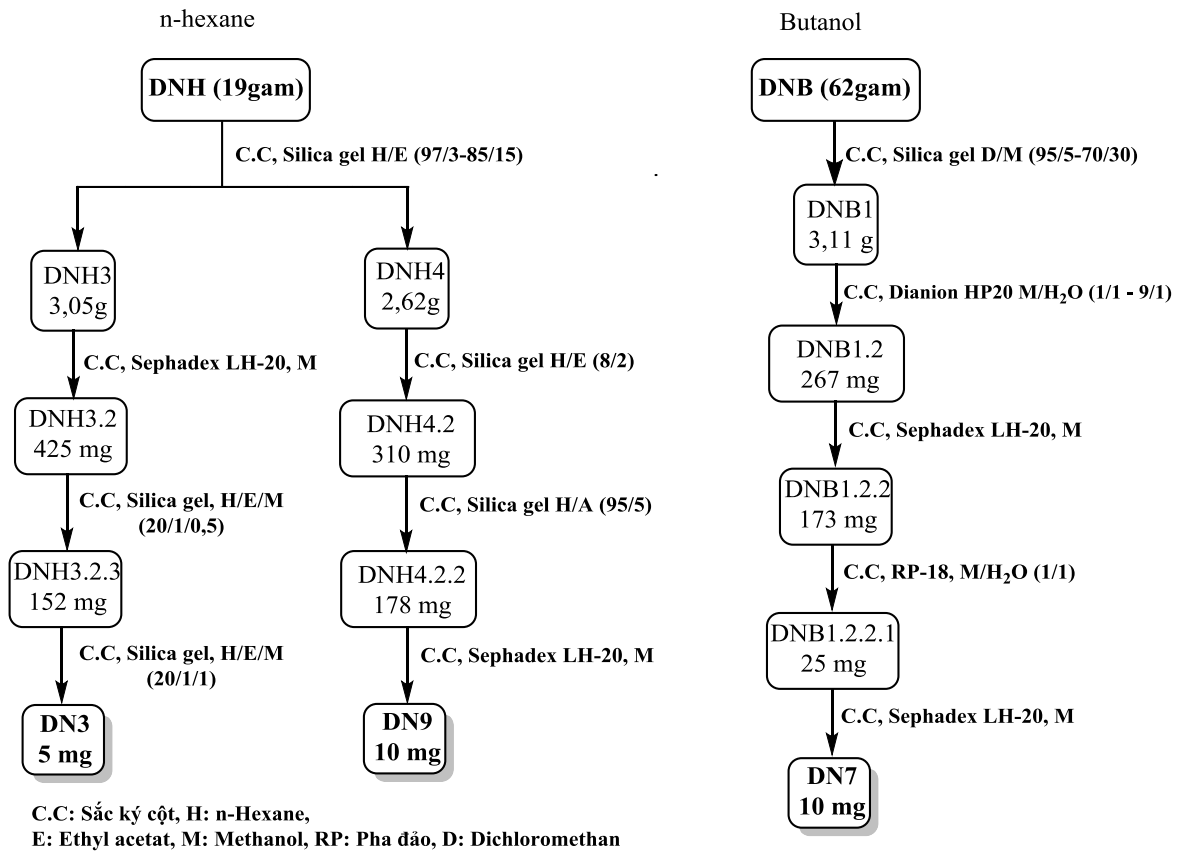 n-hexane
DNH (19gam)
C.C, Silica gel H/E (97/3-85/15)
DNH3
3,05g
C.C, Sephadex LH-20, M
DNH3.2
425 mg
C.C, Silica gel, H/E/M
(20/1/0,5)
DNH3.2.3
152 mg
C.C, Silica gel, H/E/M
(20/1/1)
DN3
5 mg
DNH4
2,62g
C.C, Silica gel H/E (8/2)
DNH4.2
310 mg
C.C, Silica gel H/A (95/5)
DNH4.2.2
178 mg
C.C, Sephadex LH-20, M
DN9
10 mg
Butanol
DNB (62gam)
C.C, Silica gel D/M (95/5-70/30)
DNB1
3,11 g
C.C, Dianion HP20 M/H₂O (1/1 - 9/1)
DNB1.2
267 mg
C.C, Sephadex LH-20, M
DNB1.2.2
173 mg
C.C, RP-18, M/H₂O (1/1)
DNB1.2.2.1
25 mg
C.C, Sephadex LH-20, M
DN7
10 mg
C.C: Sắc ký cột, H: n-Hexane,
E: Ethyl acetat, M: Methanol, RP: Pha đảo, D: Dichloromethan